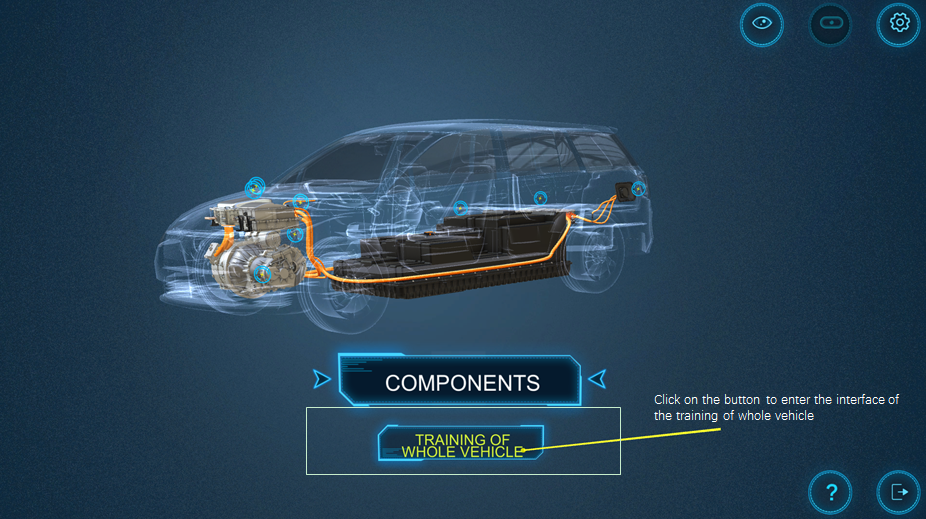 COMPONENTS
Click on the button to enter the interface of
the training of whole vehicle
TRAINING OF
WHOLE VEHICLE
?